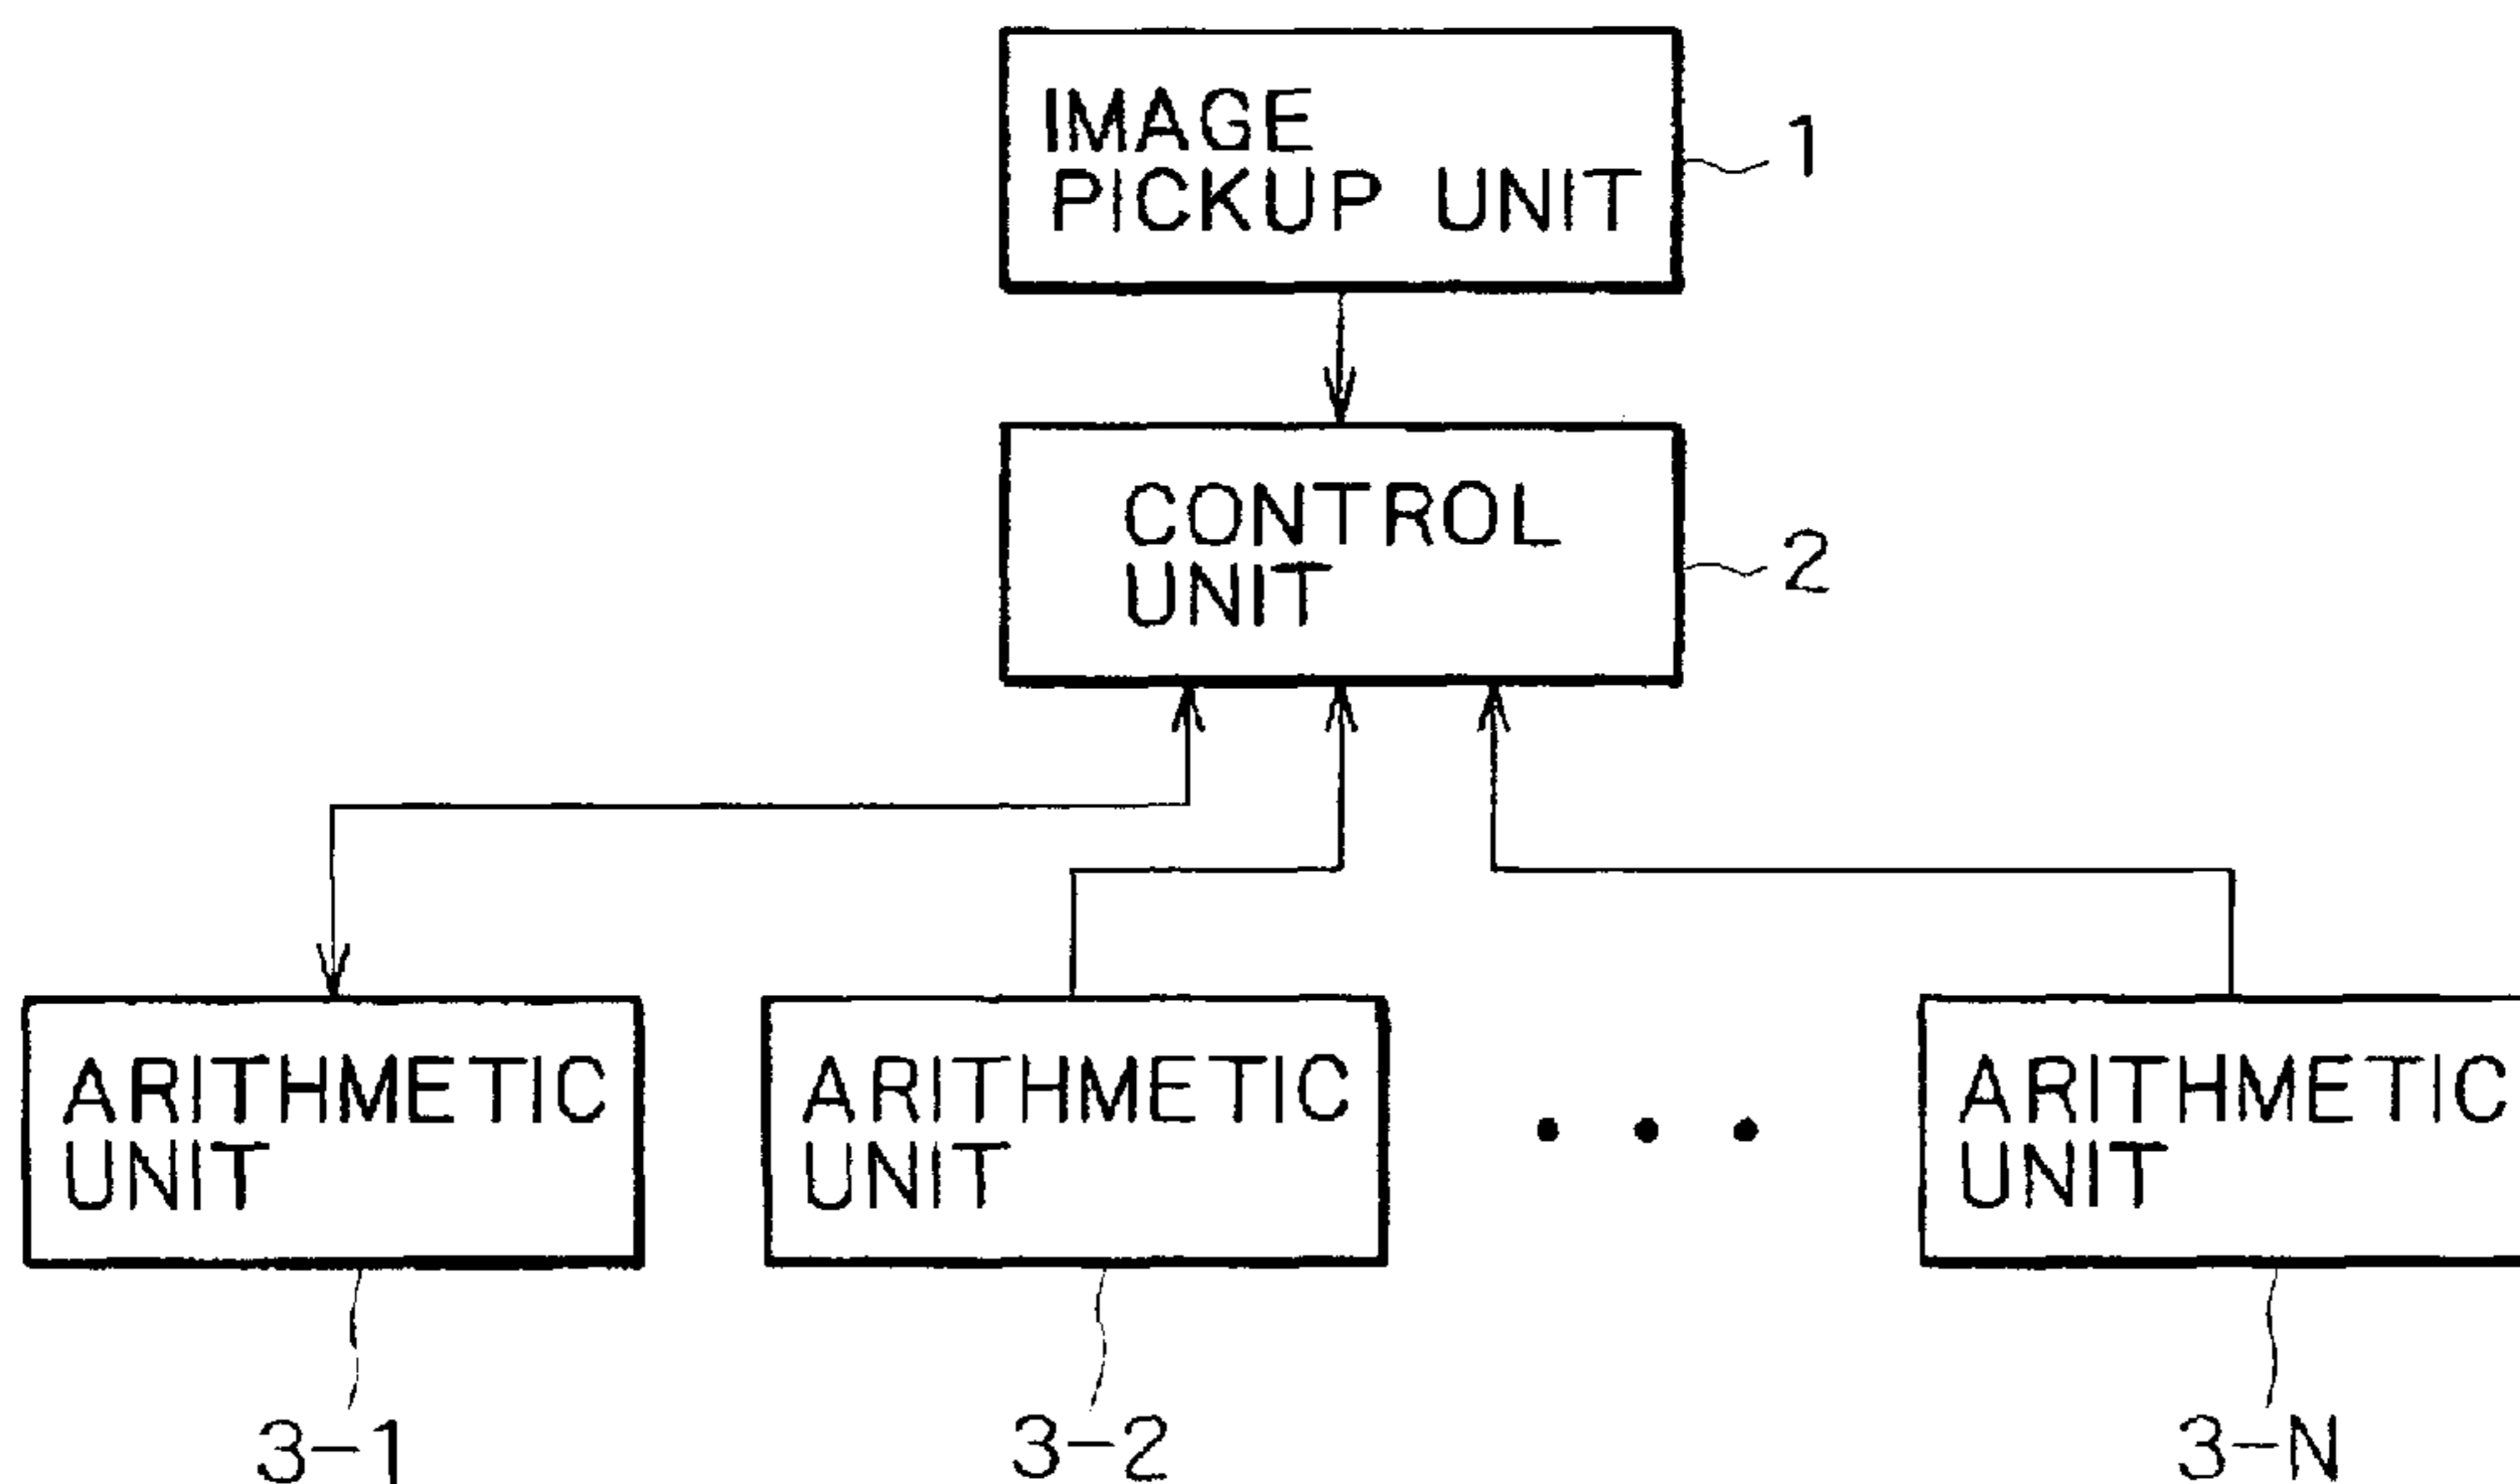 IMAGE
PICKUP UNIT
1
CONTROL
UNIT
2
ARITHMETIC
UNIT
ARITHMETIC
UNIT
ARITHMETIC
UNIT
3-1
3-2
3-N